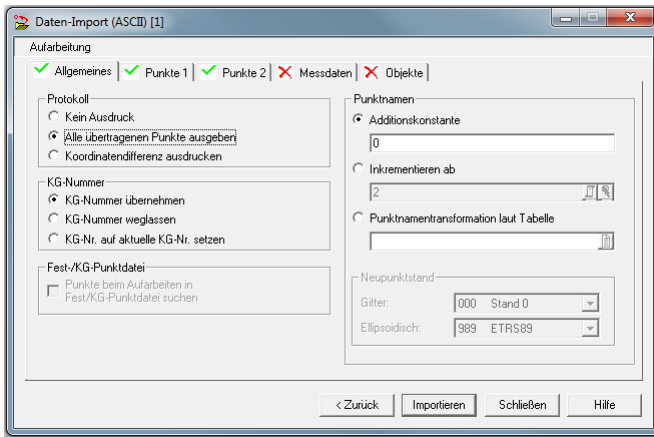 Daten-Import (ASCII) [1]
Aufarbeitung
Allgemeines Punkte 1 Punkte 2 Messdaten Objekte
Protokoll
Kein Ausdruck
Alle übertragenen Punkte ausgeben
Koordinatendifferenz ausdrucken
KG-Nummer
KG-Nummer übernehmen
KG-Nummer weglassen
KG-Nr. auf aktuelle KG-Nr. setzen
Fest-/KG-Punktdatei
Punkte beim Aufarbeiten in
Fest/KG-Punktdatei suchen
Punktnamen
Additionskonstante
0
Inkrementieren ab
2
Punktnamentransformation laut Tabelle
Neupunktstand
Gitter: 000 Stand 0
Ellipsoidisch: 989 ETRS89
< Zurück Importieren Schließen Hilfe